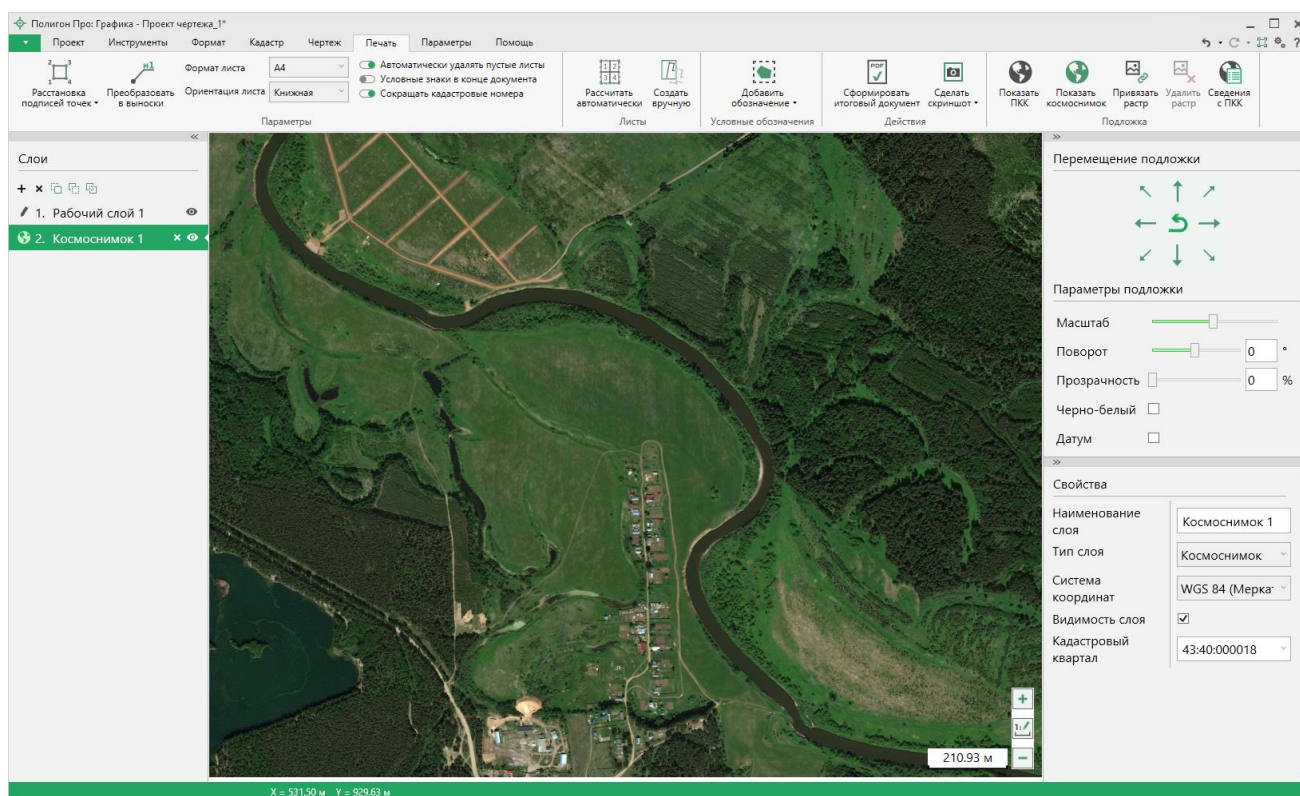 Полигон Про: Графика - Проект чертежа_1*
Проект Инструменты Формат Кадастр Чертеж Печать Параметры Помощь
Расстановка подписей точек
Преобразовать в выноски
Формат листа A4
Ориентация листа Книжная
Автоматически удалять пустые листы
Условные знаки в конце документа
Сокращать кадастровые номера
Параметры
Рассчитать автоматически
Создать вручную
Листы
Добавить обозначение
Условные обозначения
Сформировать итоговый документ
Сделать скриншот
Действия
Показать ПКК
Показать космоснимок
Привязать растр
Удалить растр
Сведения с ПКК
Подложка
Слои
1. Рабочий слой 1
2. Космоснимок 1
210.93 м
Перемещение подложки
Параметры подложки
Масштаб
Поворот 0 °
Прозрачность 0 %
Черно-белый
Датум
Свойства
Наименование слоя
Космоснимок 1
Тип слоя
Космоснимок
Система координат
WGS 84 (Мерка
Видимость слоя
Кадастровый квартал
43:40:000018
X = 531.50 м Y = 929.63 м